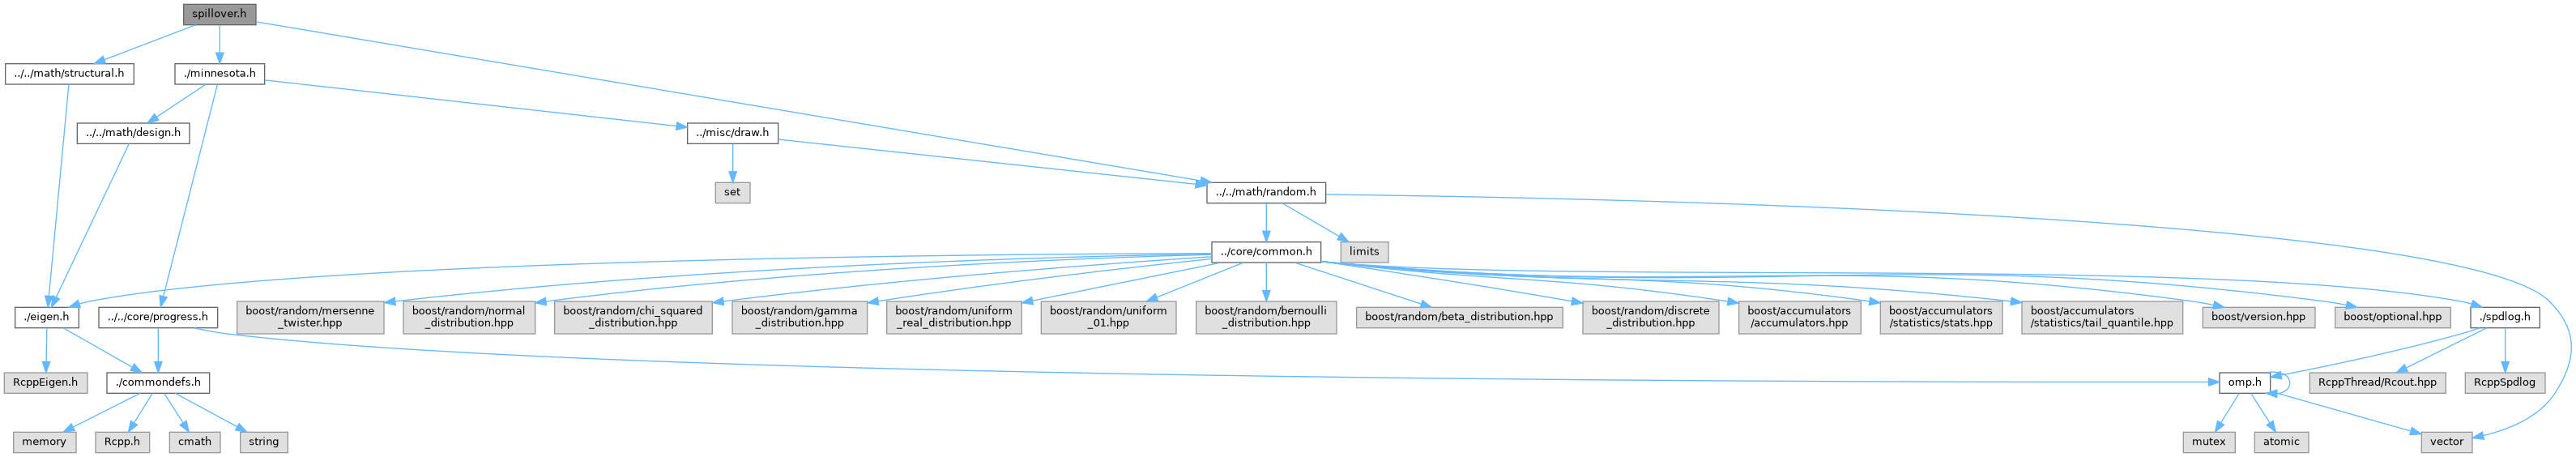 spillover.h
../../math/structural.h
./minnesota.h
../../math/design.h
../misc/draw.h
set
../../math/random.h
../core/common.h
limits
./eigen.h
../../core/progress.h
boost/random/mersenne
_twister.hpp
boost/random/normal
_distribution.hpp
boost/random/chi_squared
_distribution.hpp
boost/random/gamma
_distribution.hpp
boost/random/uniform
_real_distribution.hpp
boost/random/uniform
_01.hpp
boost/random/bernoulli
_distribution.hpp
boost/random/beta_distribution.hpp
boost/random/discrete
_distribution.hpp
boost/accumulators
/accumulators.hpp
boost/accumulators
/statistics/stats.hpp
boost/accumulators
/statistics/tail_quantile.hpp
boost/version.hpp
boost/optional.hpp
./spdlog.h
RcppEigen.h
./commondefs.h
omp.h
RcppThread/Rcout.hpp
RcppSpdlog
memory
Rcpp.h
cmath
string
mutex
atomic
vector